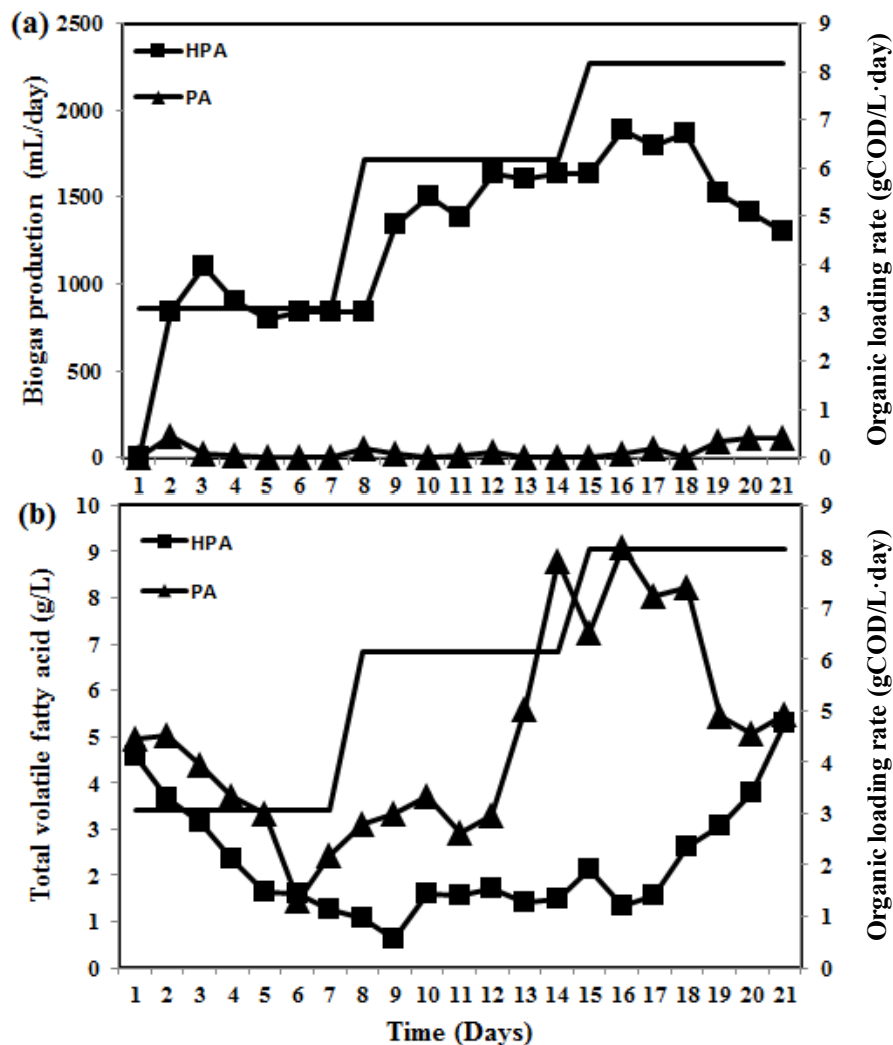 (a)
2500
2000
1500
1000
500
0
Biogas production (mL/day)
HPA
PA
9
8
7
6
5
4
3
2
1
0
Organic loading rate (gCOD/L·day)
1 2 3 4 5 6 7 8 9 10 11 12 13 14 15 16 17 18 19 20 21
(b)
10
9
8
7
6
5
4
3
2
1
0
Total volatile fatty acid (g/L)
HPA
PA
9
8
7
6
5
4
3
2
1
0
Organic loading rate (gCOD/L·day)
1 2 3 4 5 6 7 8 9 10 11 12 13 14 15 16 17 18 19 20 21
Time (Days)